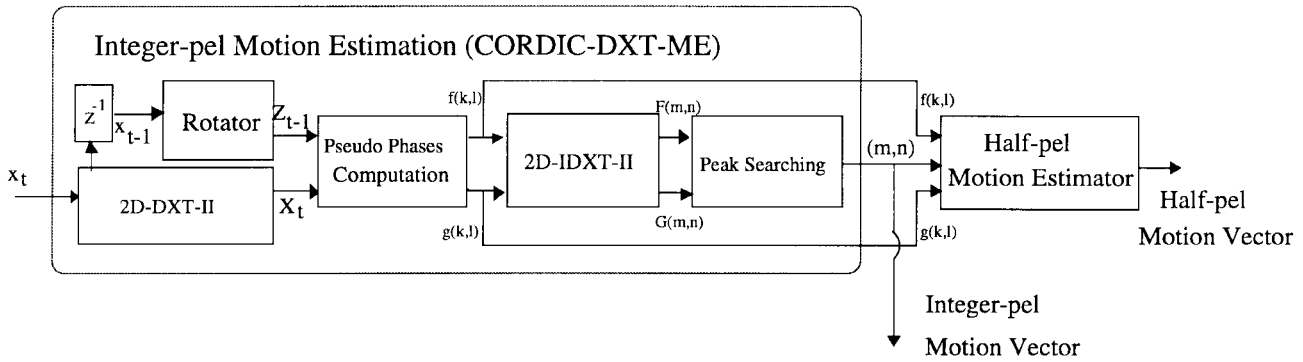 Integer-pel Motion Estimation (CORDIC-DXT-ME)
z^-1
x_t-1
Rotator
Z_t-1
Pseudo Phases
Computation
f(k,l)
F(m,n)
2D-IDXT-II
Peak Searching
f(k,l)
(m,n)
Half-pel
Motion Estimator
x_t
2D-DXT-II
X_t
g(k,l)
G(m,n)
g(k,l)
Half-pel
Motion Vector
Integer-pel
Motion Vector